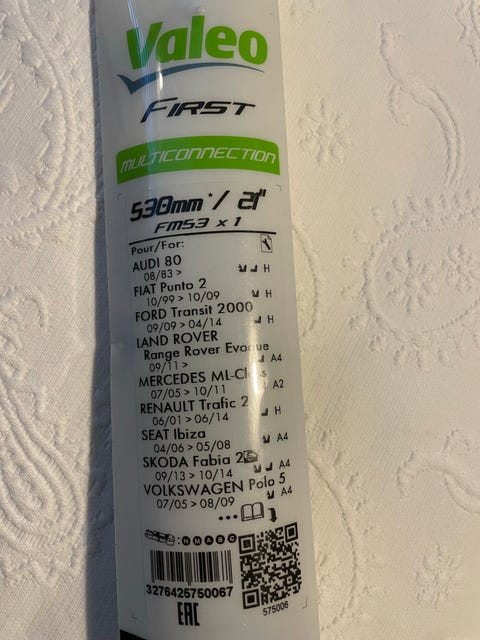 Valeo
FIRST
MULTICONNECTION
530mm* / 21"
FM53 x 1
Pour/For:
AUDI 80
08/83 > H
FIAT Punto 2
10/99 > 10/09 H
FORD Transit 2000
09/09 > 04/14 H
LAND ROVER
Range Rover Evoque
09/11 > A4
MERCEDES ML-Class
07/05 > 10/11 A2
RENAULT Trafic 2
06/01 > 06/14 H
SEAT Ibiza
04/06 > 05/08 A4
SKODA Fabia 2
09/13 > 10/14 A4
VOLKSWAGEN Polo 5
07/05 > 08/09 A4
...
3276425750067
575006
EAC